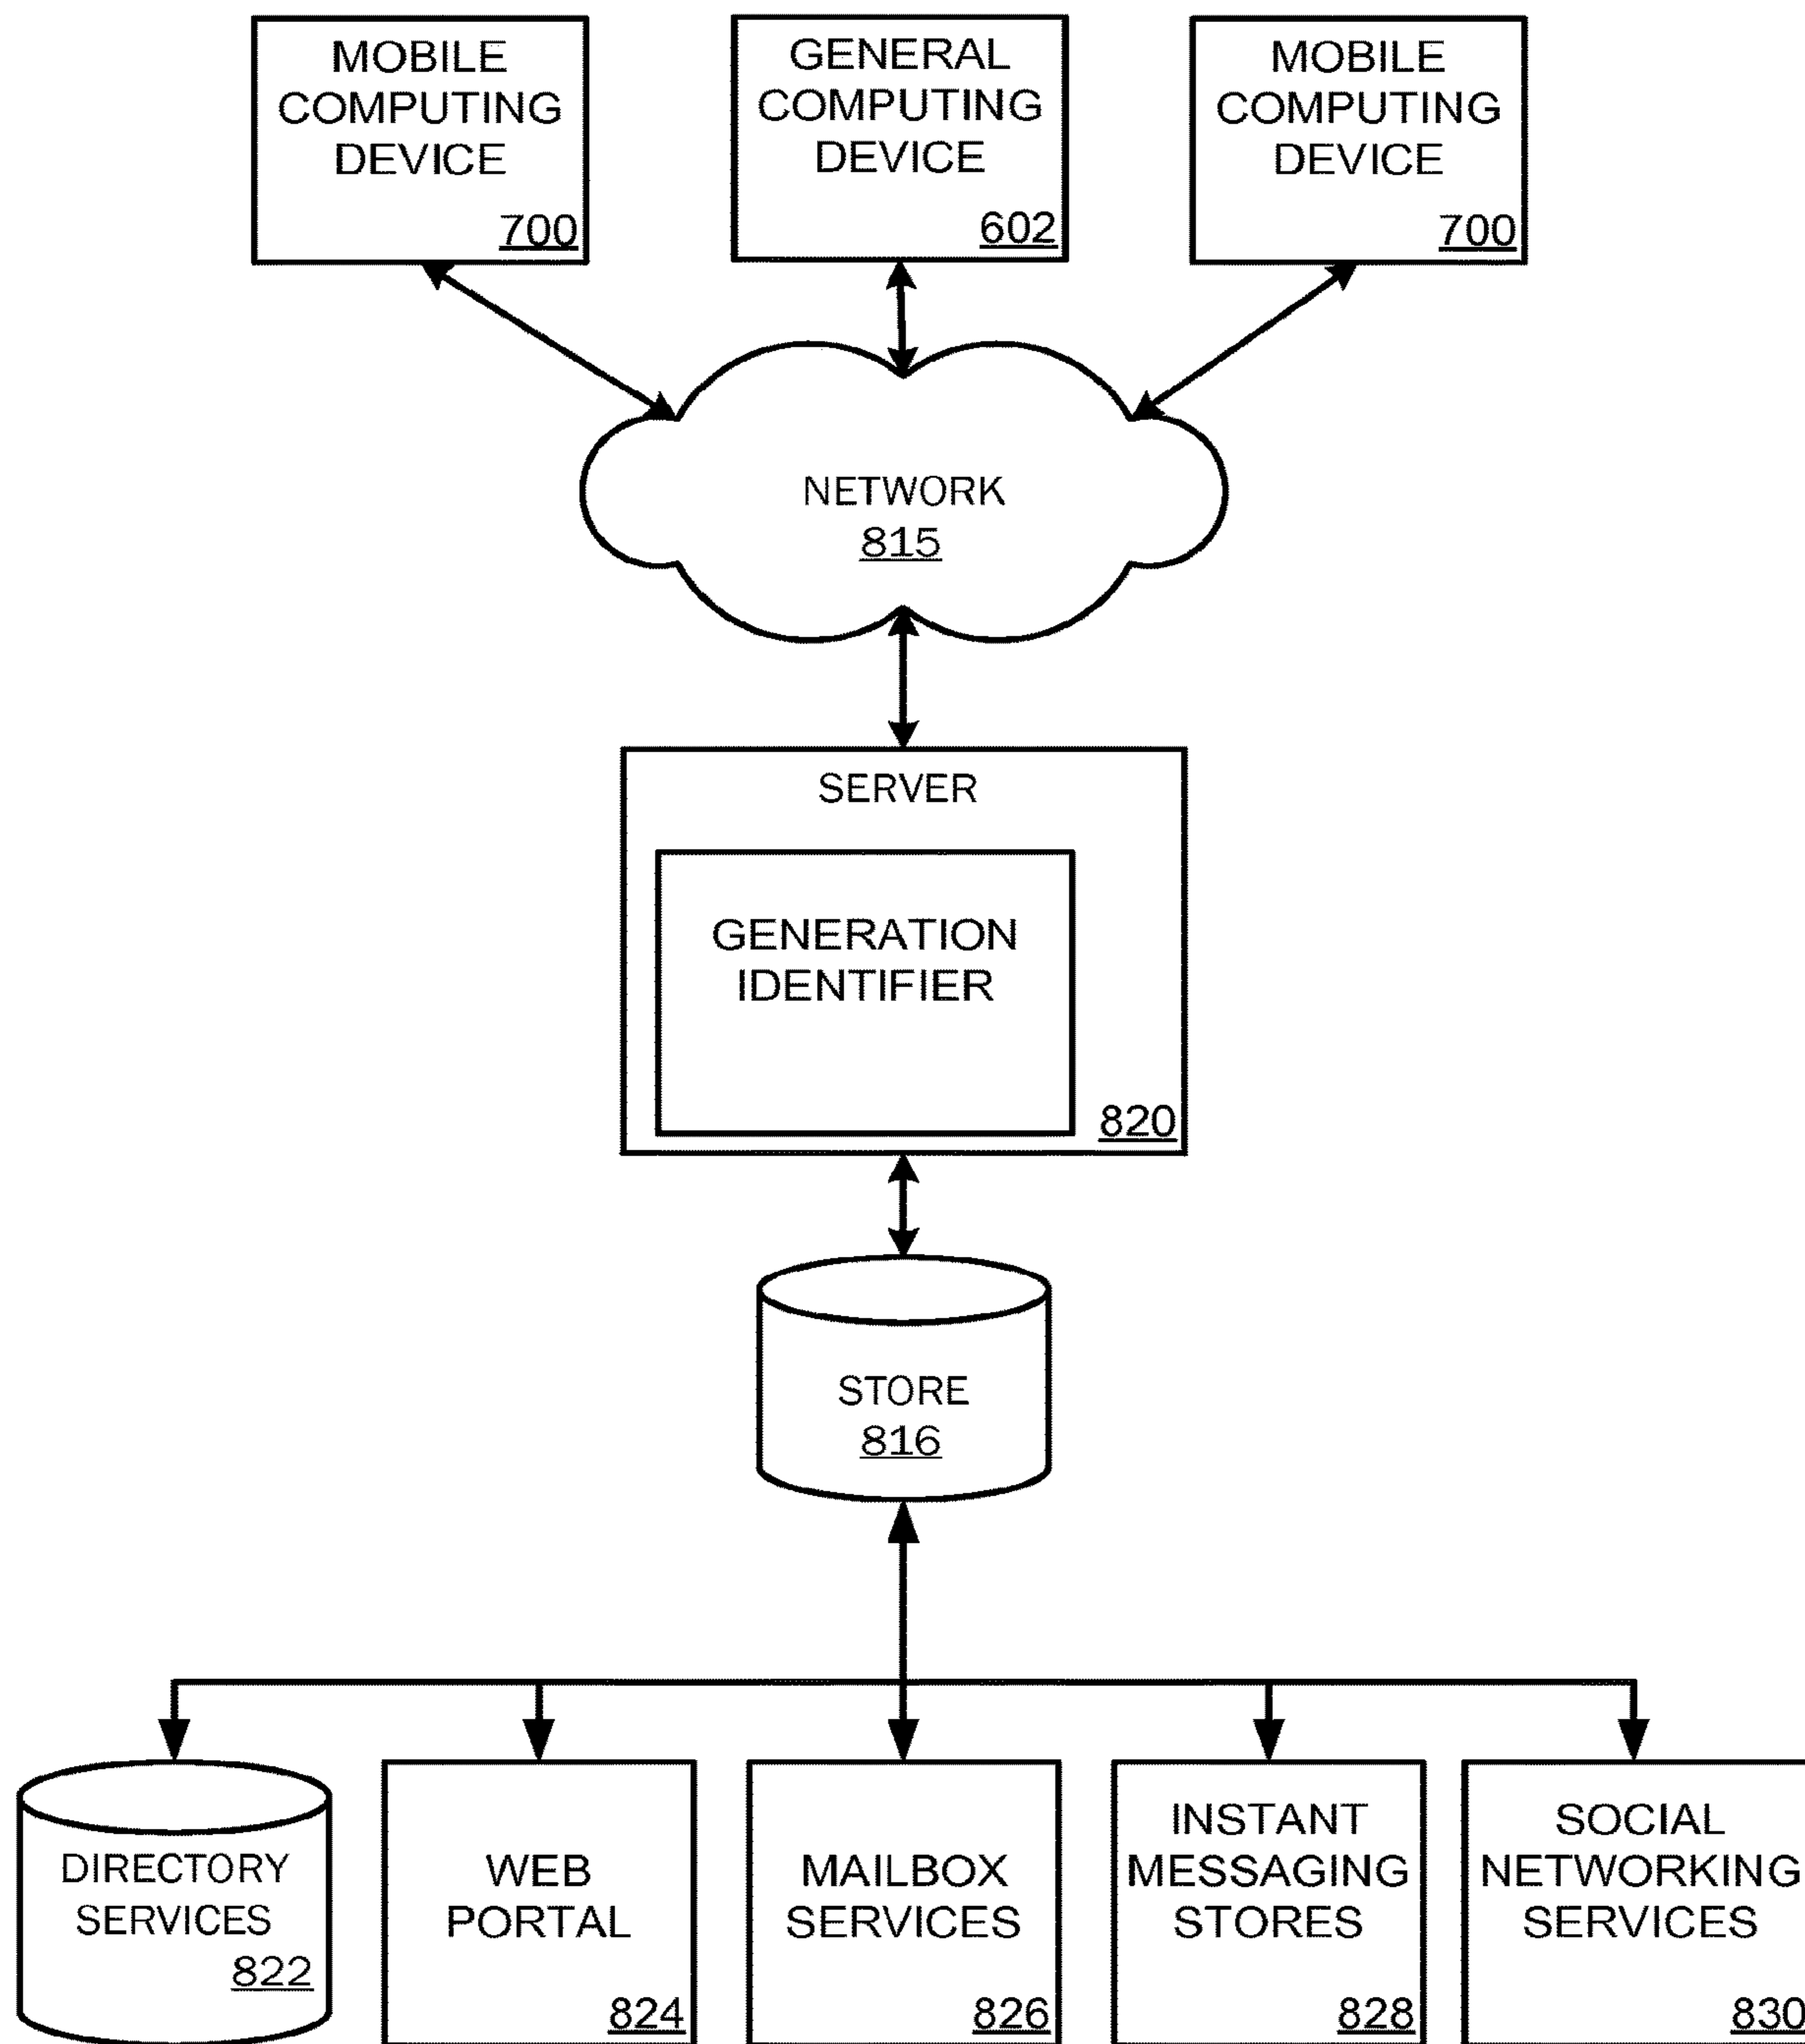 MOBILE
COMPUTING
DEVICE
700
GENERAL
COMPUTING
DEVICE
602
MOBILE
COMPUTING
DEVICE
700
NETWORK
815
SERVER
GENERATION
IDENTIFIER
820
STORE
816
DIRECTORY
SERVICES
822
WEB
PORTAL
824
MAILBOX
SERVICES
826
INSTANT
MESSAGING
STORES
828
SOCIAL
NETWORKING
SERVICES
830